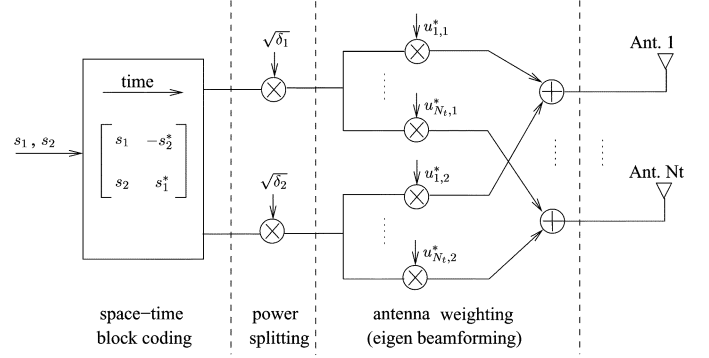 √δ₁
u*₁,₁
Ant. 1
time
s₁ , s₂
s₁ −s₂*
s₂ s₁*
u*_{Nₜ,1}
√δ₂
u*₁,₂
Ant. Nt
u*_{Nₜ,2}
space−time
block coding
power
splitting
antenna weighting
(eigen beamforming)